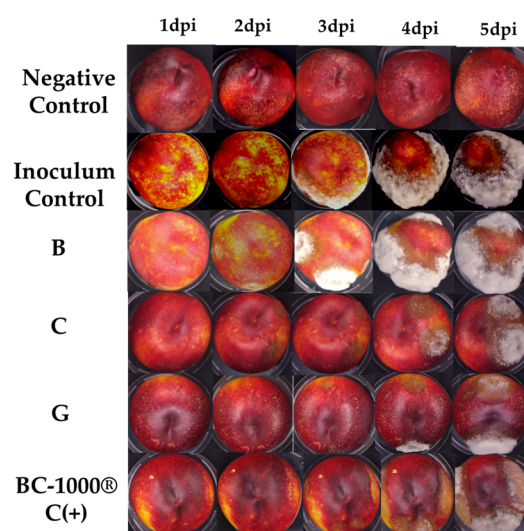 1dpi 2dpi 3dpi 4dpi 5dpi
Negative
Control
Inoculum
Control
B
C
G
BC-1000®
C(+)